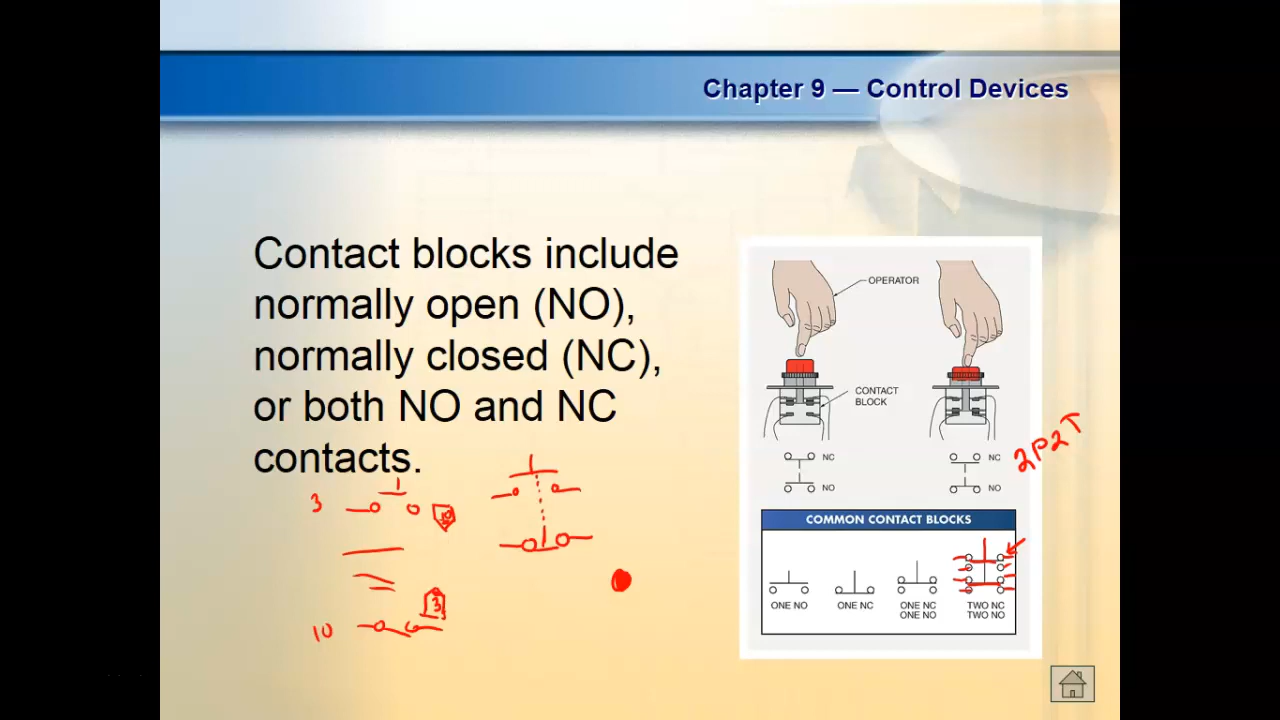 Chapter 9 — Control Devices
Contact blocks include
normally open (NO),
normally closed (NC),
or both NO and NC
contacts.
OPERATOR
CONTACT
BLOCK
NC
NO
NC
NO
2P2T
3
10
3
10
COMMON CONTACT BLOCKS
ONE NO
ONE NC
ONE NC
ONE NO
TWO NC
TWO NO